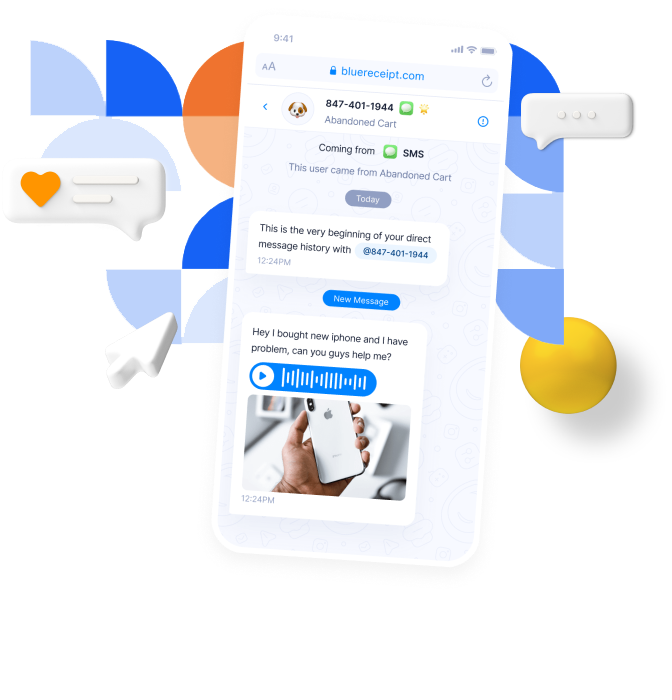 9:41
AA bluereceipt.com
847-401-1944
Abandoned Cart
Coming from SMS
This user came from Abandoned Cart
Today
This is the very beginning of your direct
message history with @847-401-1944
12:24PM
New Message
Hey I bought new iphone and I have
problem, can you guys help me?
12:24PM